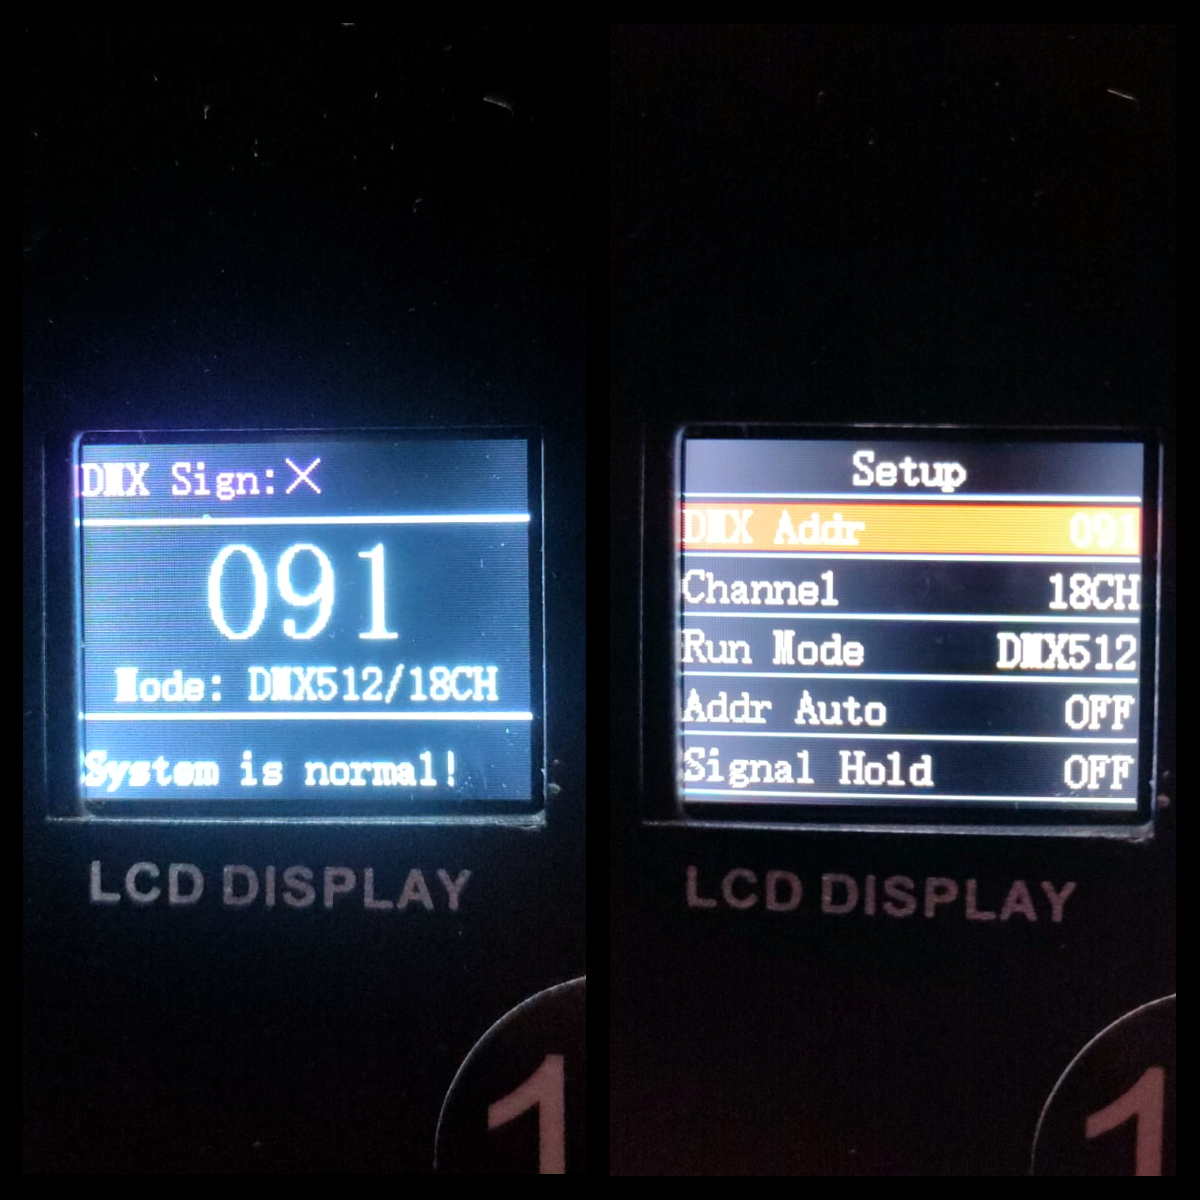 DMX Sign:X
091
Mode: DMX512/18CH
System is normal!
LCD DISPLAY
1
Setup
DMX Addr 091
Channel 18CH
Run Mode DMX512
Addr Auto OFF
Signal Hold OFF
LCD DISPLAY
1